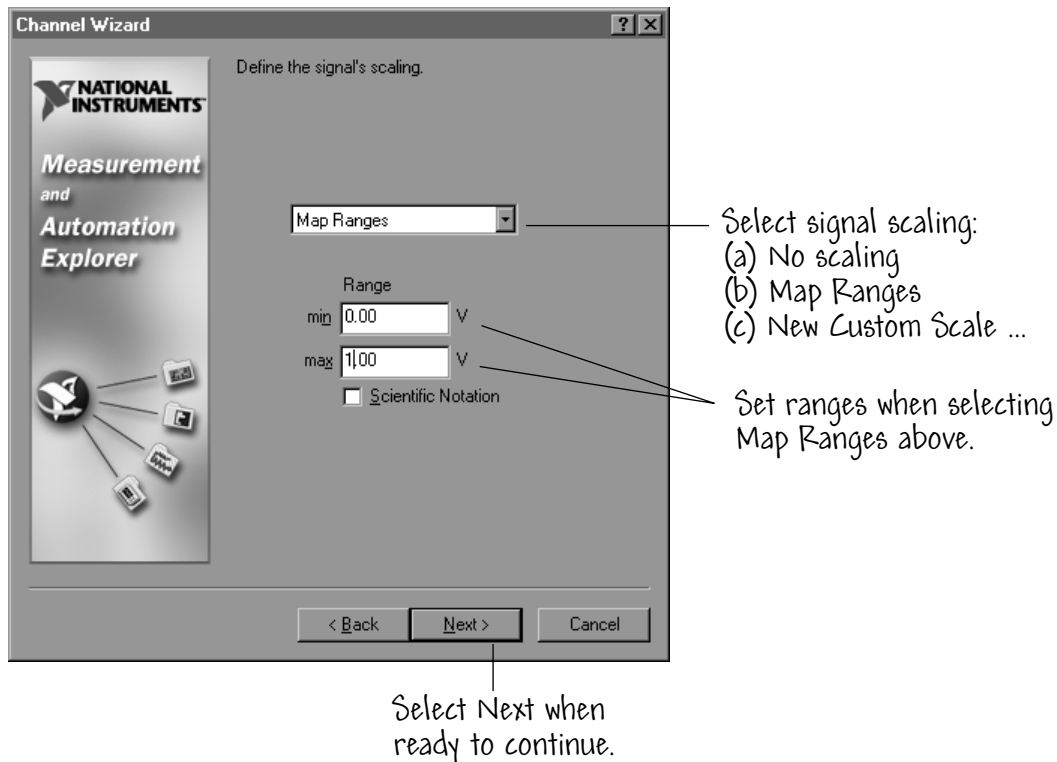 Channel Wizard
Define the signal's scaling.
NATIONAL
INSTRUMENTS™
Measurement
and
Automation
Explorer
Map Ranges
Range
min 0.00 V
max 1.00 V
Scientific Notation
< Back Next > Cancel
Select signal scaling:
(a) No scaling
(b) Map Ranges
(c) New Custom Scale ...
Set ranges when selecting
Map Ranges above.
Select Next when
ready to continue.